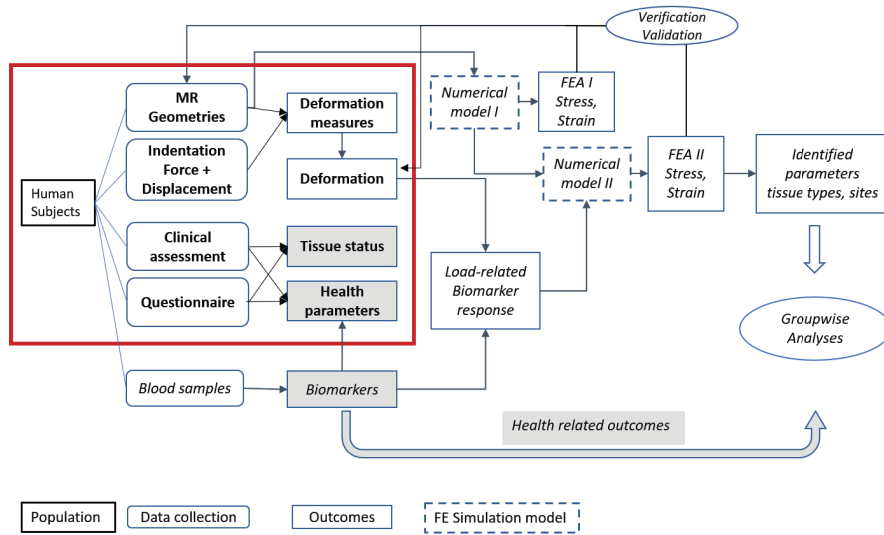 Verification
Validation
MR
Geometries
Deformation
measures
Numerical
model I
FEA I
Stress,
Strain
Indentation
Force +
Displacement
Deformation
Numerical
model II
FEA II
Stress,
Strain
Identified
parameters
tissue types, sites
Human
Subjects
Clinical
assessment
Tissue status
Questionnaire
Health
parameters
Load-related
Biomarker
response
Groupwise
Analyses
Blood samples
Biomarkers
Health related outcomes
Population
Data collection
Outcomes
FE Simulation model